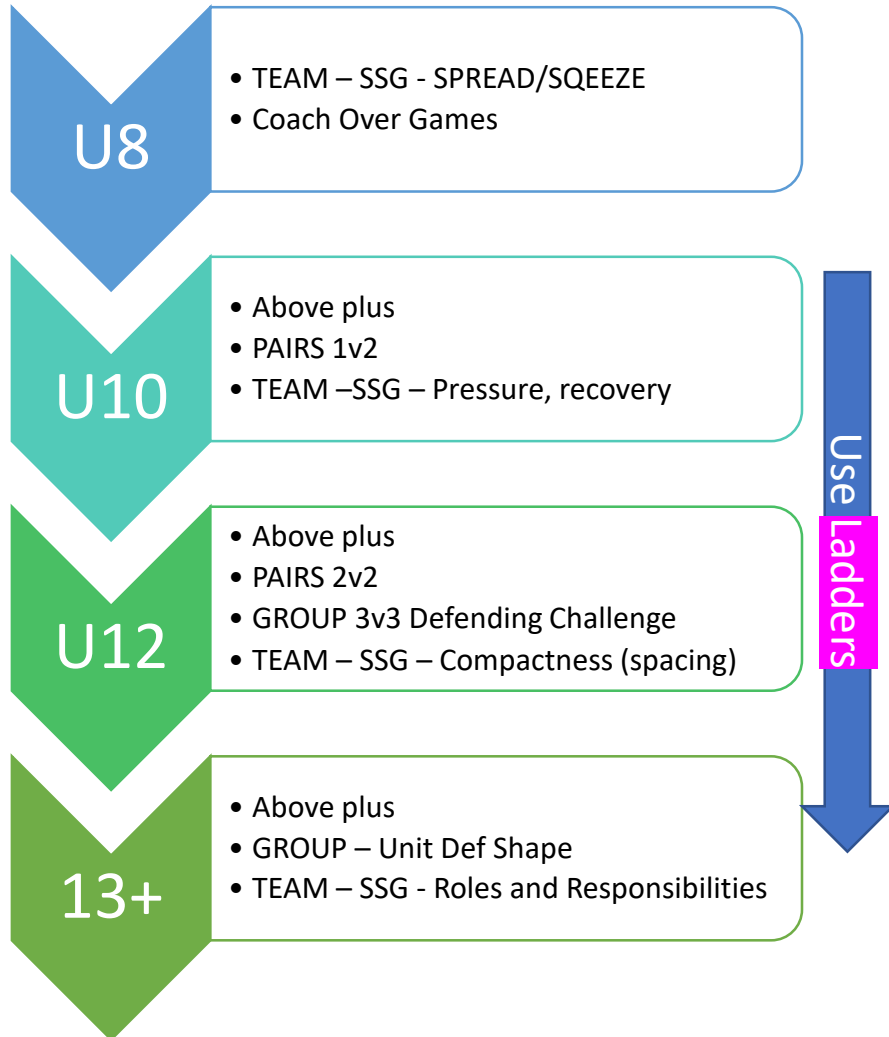 U8
• TEAM – SSG - SPREAD/SQEEZE
• Coach Over Games
U10
• Above plus
• PAIRS 1v2
• TEAM –SSG – Pressure, recovery
U12
• Above plus
• PAIRS 2v2
• GROUP 3v3 Defending Challenge
• TEAM – SSG – Compactness (spacing)
13+
• Above plus
• GROUP – Unit Def Shape
• TEAM – SSG - Roles and Responsibilities
Use Ladders